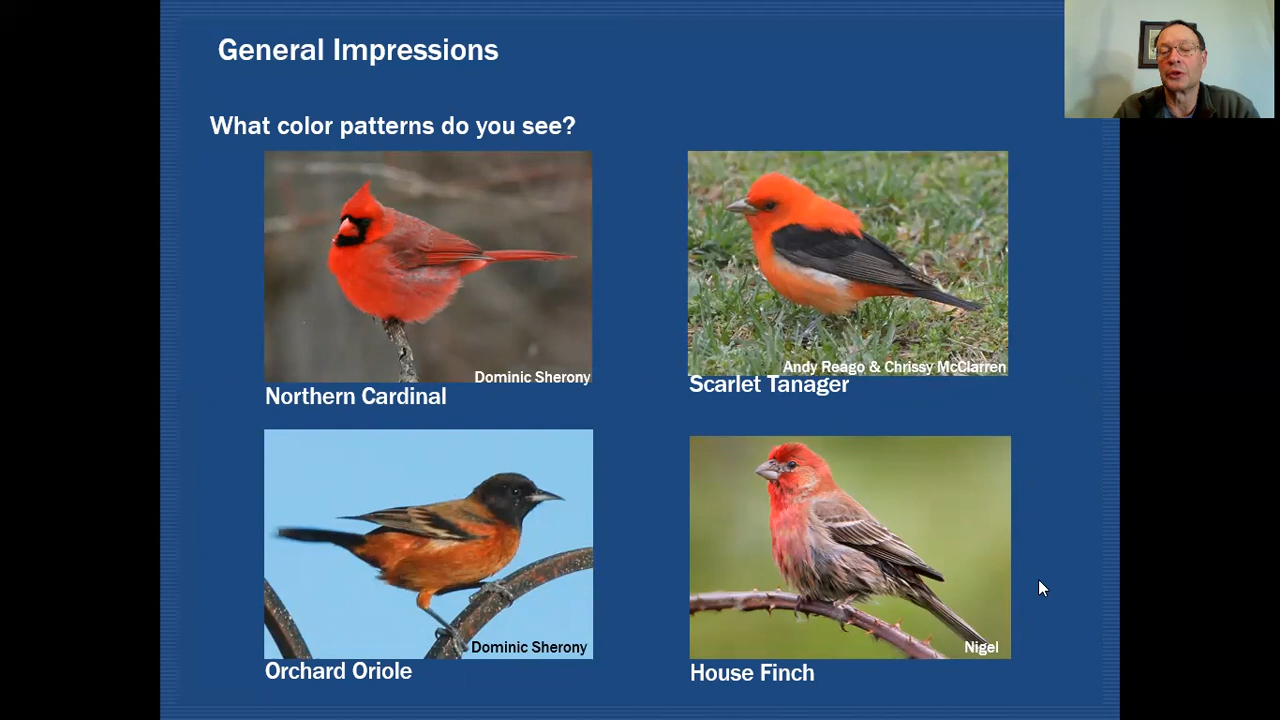 General Impressions
What color patterns do you see?
Dominic Sherony
Northern Cardinal
Andy Reago & Chrissy McClarren
Scarlet Tanager
Dominic Sherony
Orchard Oriole
Nigel
House Finch